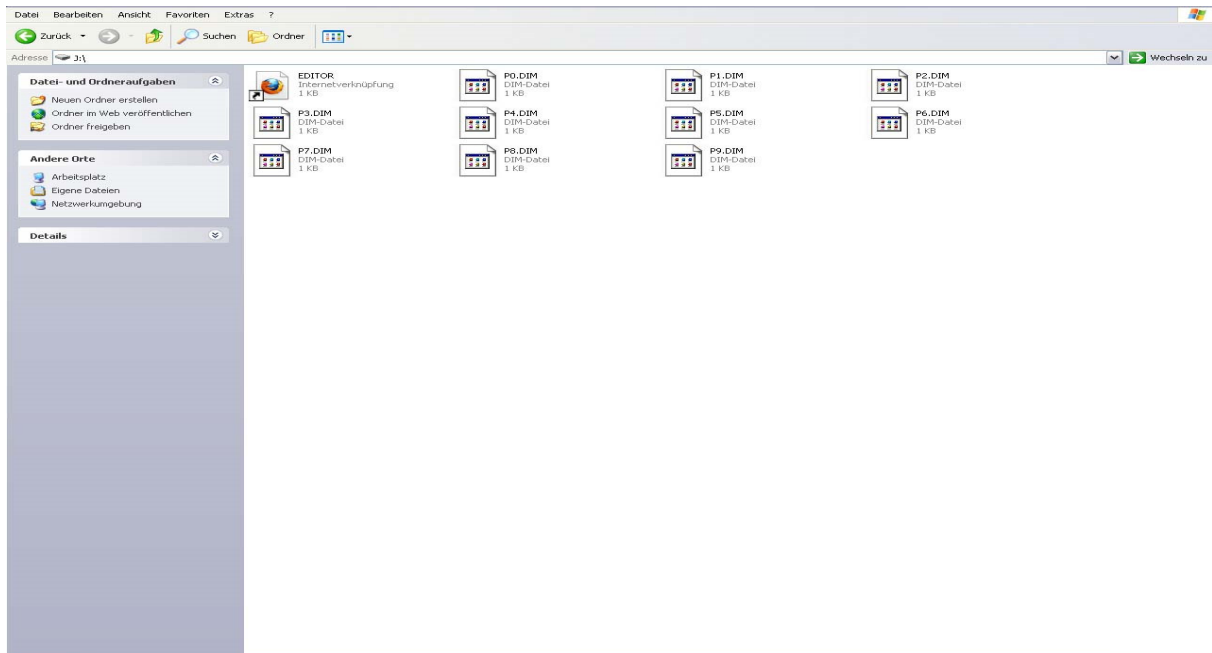 Datei Bearbeiten Ansicht Favoriten Extras ?
Zurück Suchen Ordner
Adresse J:\ Wechseln zu
Datei- und Ordneraufgaben
Neuen Ordner erstellen
Ordner im Web veröffentlichen
Ordner freigeben
Andere Orte
Arbeitsplatz
Eigene Dateien
Netzwerkumgebung
Details
EDITOR
Internetverknüpfung
1 KB
P0.DIM
DIM-Datei
1 KB
P1.DIM
DIM-Datei
1 KB
P2.DIM
DIM-Datei
1 KB
P3.DIM
DIM-Datei
1 KB
P4.DIM
DIM-Datei
1 KB
P5.DIM
DIM-Datei
1 KB
P6.DIM
DIM-Datei
1 KB
P7.DIM
DIM-Datei
1 KB
P8.DIM
DIM-Datei
1 KB
P9.DIM
DIM-Datei
1 KB